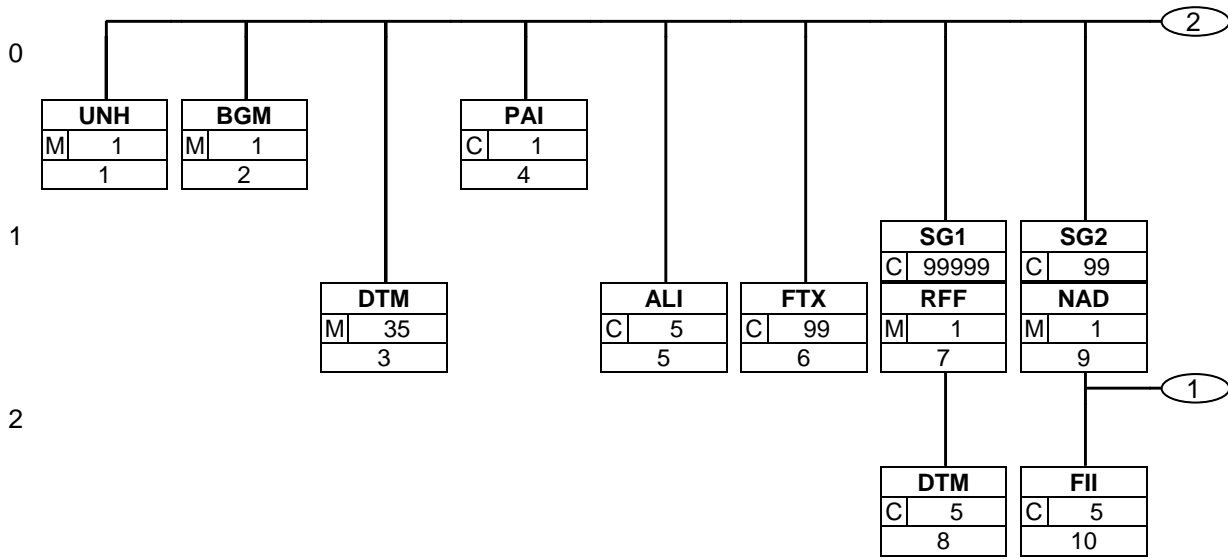 2
0
UNH BGM PAI
M 1 M 1 C 1
1 2 4
1
SG1 SG2
C 99999 C 99
DTM ALI FTX RFF NAD
M 35 C 5 C 99 M 1 M 1
3 5 6 7 9
1
2
DTM FII
C 5 C 5
8 10